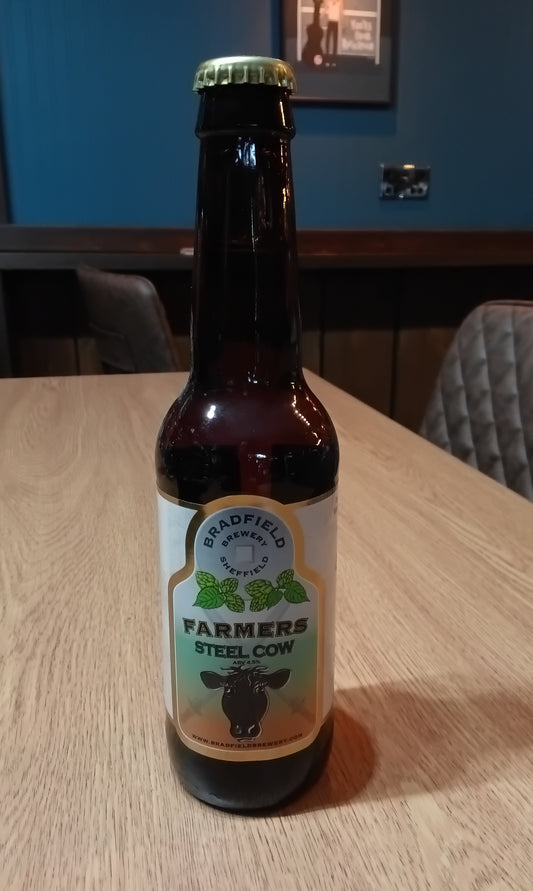 BRADFIELD
BREWERY
SHEFFIELD
FARMERS
STEEL COW
ABV 4.5%
WWW.BRADFIELDBREWERY.COM